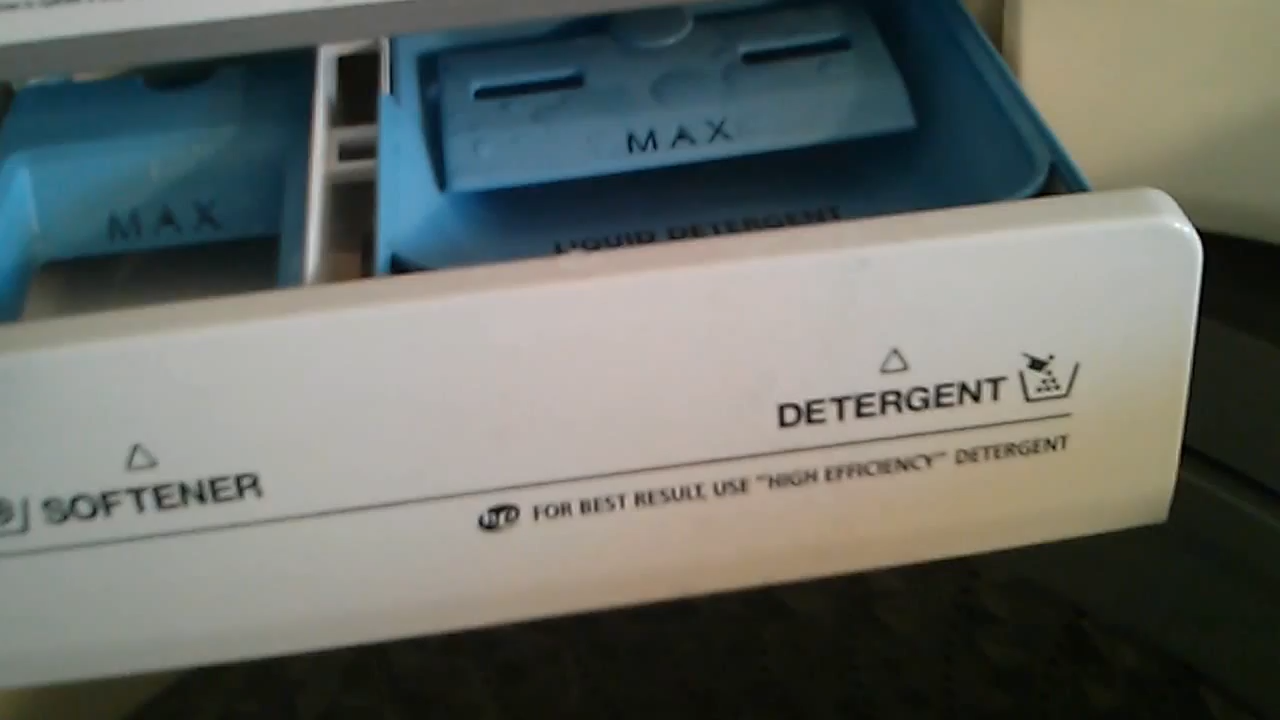 MAX
MAX
LIQUID DETERGENT
DETERGENT
SOFTENER
FOR BEST RESULT, USE "HIGH EFFICIENCY" DETERGENT